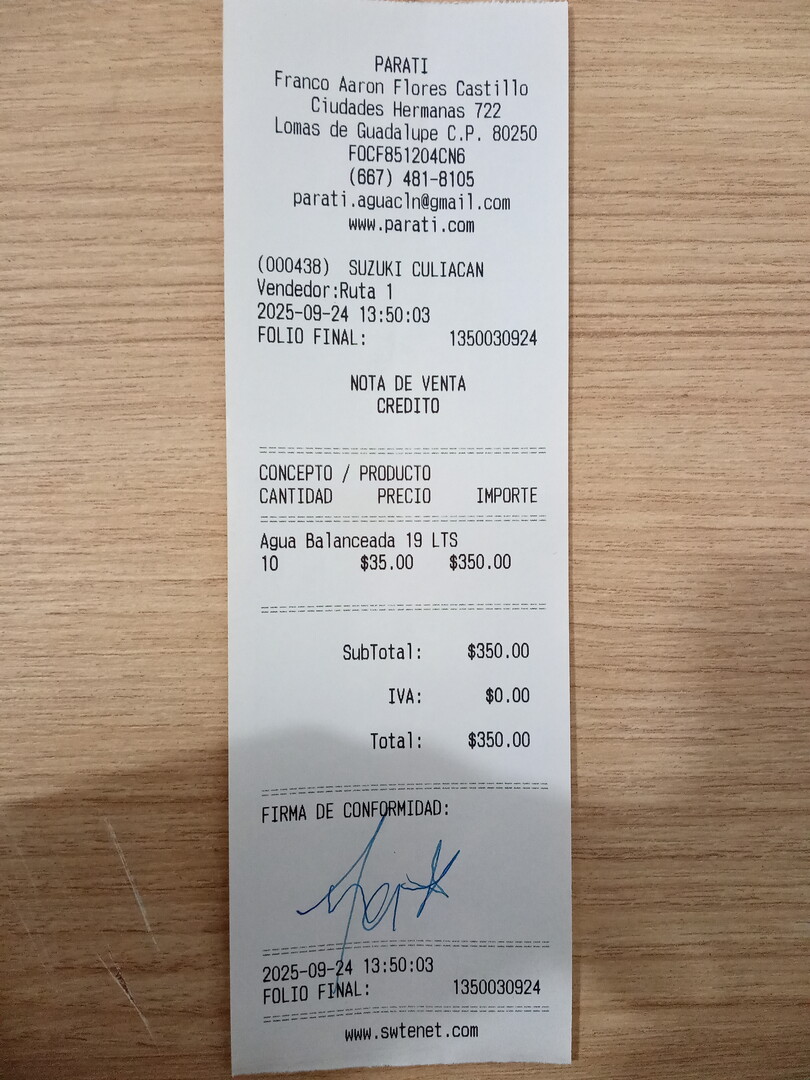 PARATI
Franco Aaron Flores Castillo
Ciudades Hermanas 722
Lomas de Guadalupe C.P. 80250
FOCF851204CN6
(667) 481-8105
parati.aguacln@gmail.com
www.parati.com
(000438) SUZUKI CULIACAN
Vendedor:Ruta 1
2025-09-24 13:50:03
FOLIO FINAL: 1350030924
NOTA DE VENTA
CREDITO
CONCEPTO / PRODUCTO
CANTIDAD PRECIO IMPORTE
Agua Balanceada 19 LTS
10 $35.00 $350.00
SubTotal: $350.00
IVA: $0.00
Total: $350.00
FIRMA DE CONFORMIDAD:
2025-09-24 13:50:03
FOLIO FINAL: 1350030924
www.swtenet.com